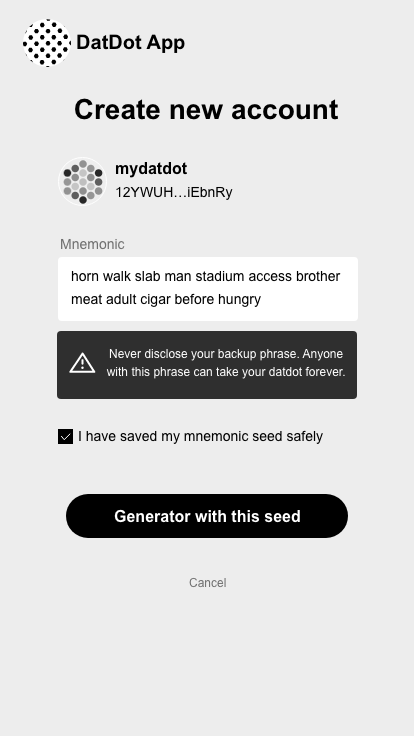 DatDot App
Create new account
mydatdot
12YWUH…iEbnRy
Mnemonic
horn walk slab man stadium access brother
meat adult cigar before hungry
Never disclose your backup phrase. Anyone
with this phrase can take your datdot forever.
I have saved my mnemonic seed safely
Generator with this seed
Cancel